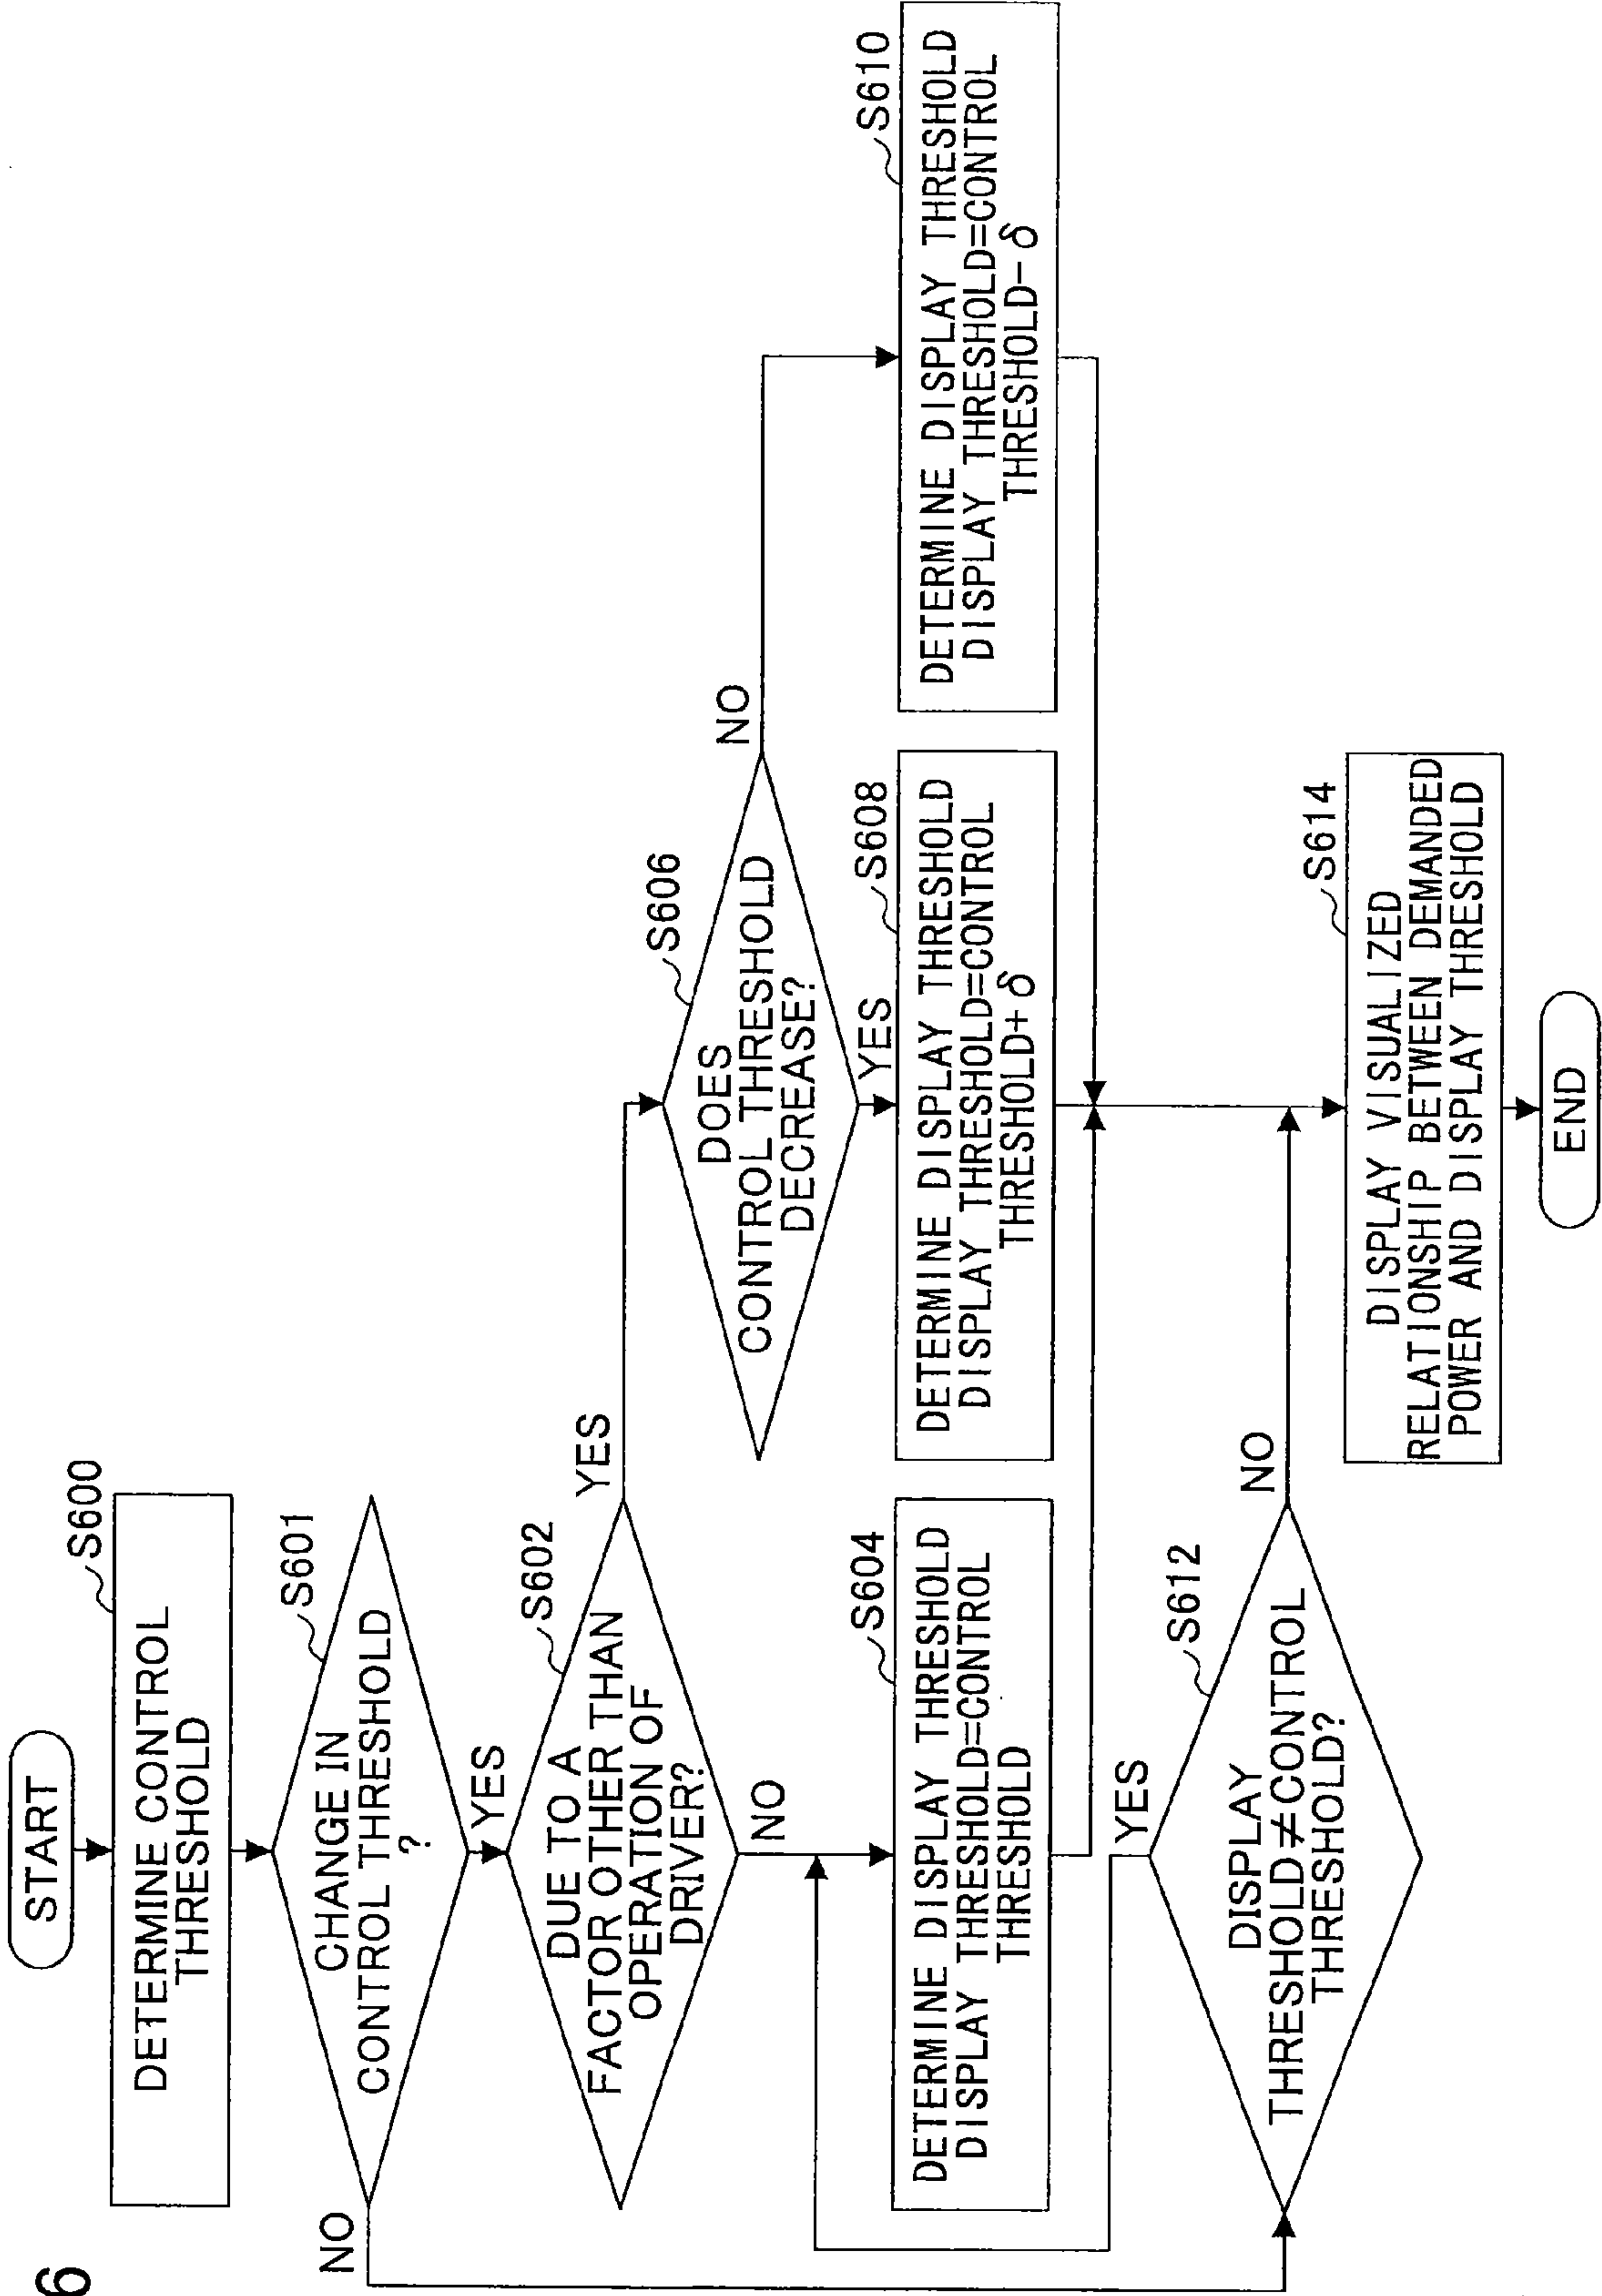 6
START
S600
DETERMINE CONTROL
THRESHOLD
S601
CHANGE IN
CONTROL THRESHOLD
?
NO
YES
S602
DUE TO A
FACTOR OTHER THAN
OPERATION OF
DRIVER?
YES
NO
S606
DOES
CONTROL THRESHOLD
DECREASE?
NO
YES
S604
DETERMINE DISPLAY THRESHOLD
DISPLAY THRESHOLD=CONTROL
THRESHOLD
S608
DETERMINE DISPLAY THRESHOLD
DISPLAY THRESHOLD=CONTROL
THRESHOLD+δ
S610
DETERMINE DISPLAY THRESHOLD
DISPLAY THRESHOLD=CONTROL
THRESHOLD-δ
YES
S612
DISPLAY
THRESHOLD≠CONTROL
THRESHOLD?
NO
S614
DISPLAY VISUALIZED
RELATIONSHIP BETWEEN DEMANDED
POWER AND DISPLAY THRESHOLD
END